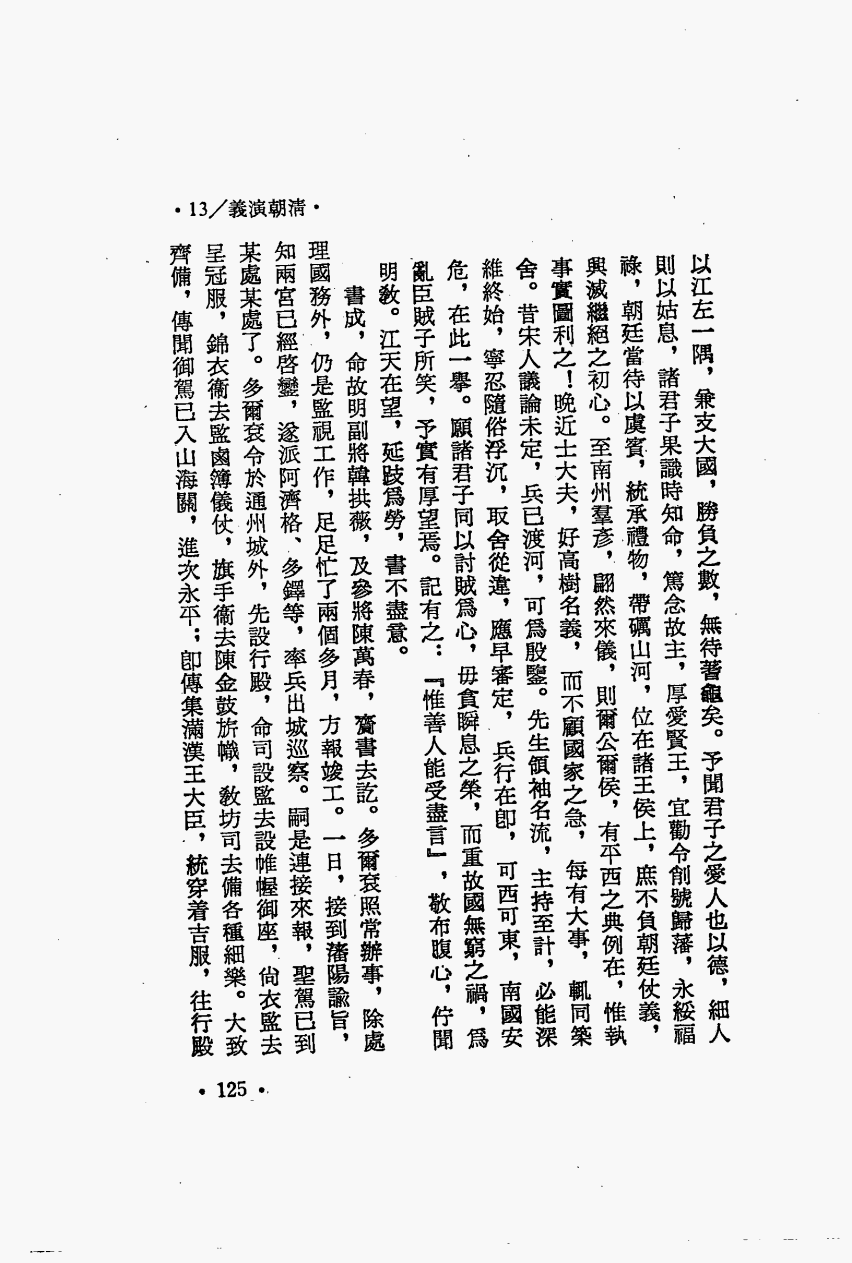 •13／義演朝清•
以江左一隅，兼支大國，勝負之數，無待蓍龜矣。予聞君子之愛人也以德，細人
則以姑息，諸君子果識時知命，篤念故主，厚愛賢王，宜勸令削號歸藩，永綏福
祿，朝廷當待以虞賓，統承禮物，帶礪山河，位在諸王侯上，庶不負朝廷仗義，
興滅繼絕之初心。至南州羣彥，翩然來儀，則爾公爾侯，有平西之典例在，惟執
事實圖利之！晚近士大夫，好高樹名義，而不顧國家之急，每有大事，輒同築
舍。昔宋人議論未定，兵已渡河，可爲殷鑒。先生領袖名流，主持至計，必能深
維終始，寧忍隨俗浮沉，取舍從違，應早審定，兵行在卽，可西可東，南國安
危，在此一舉。願諸君子同以討賊爲心，毋貪瞬息之榮，而重故國無窮之禍，爲
亂臣賊子所笑，予實有厚望焉。記有之：『惟善人能受盡言』，敬布腹心，佇聞
明教。江天在望，延跂爲勞，書不盡意。
書成，命故明副將韓拱薇，及參將陳萬春，齎書去訖。多爾袞照常辦事，除處
理國務外，仍是監視工作，足足忙了兩個多月，方報竣工。一日，接到瀋陽諭旨，
知兩宮已經啓鑾，遂派阿濟格、多鐸等，率兵出城巡察。嗣是連接來報，聖駕已到
某處某處了。多爾袞令於通州城外，先設行殿，命司設監去設帷幄御座，尙衣監去
呈冠服，錦衣衞去監鹵簿儀仗，旗手衞去陳金鼓旂幟，敎坊司去備各種細樂。大致
齊備，傳聞御駕已入山海關，進次永平；卽傳集滿漢王大臣，統穿着吉服，往行殿
•125•